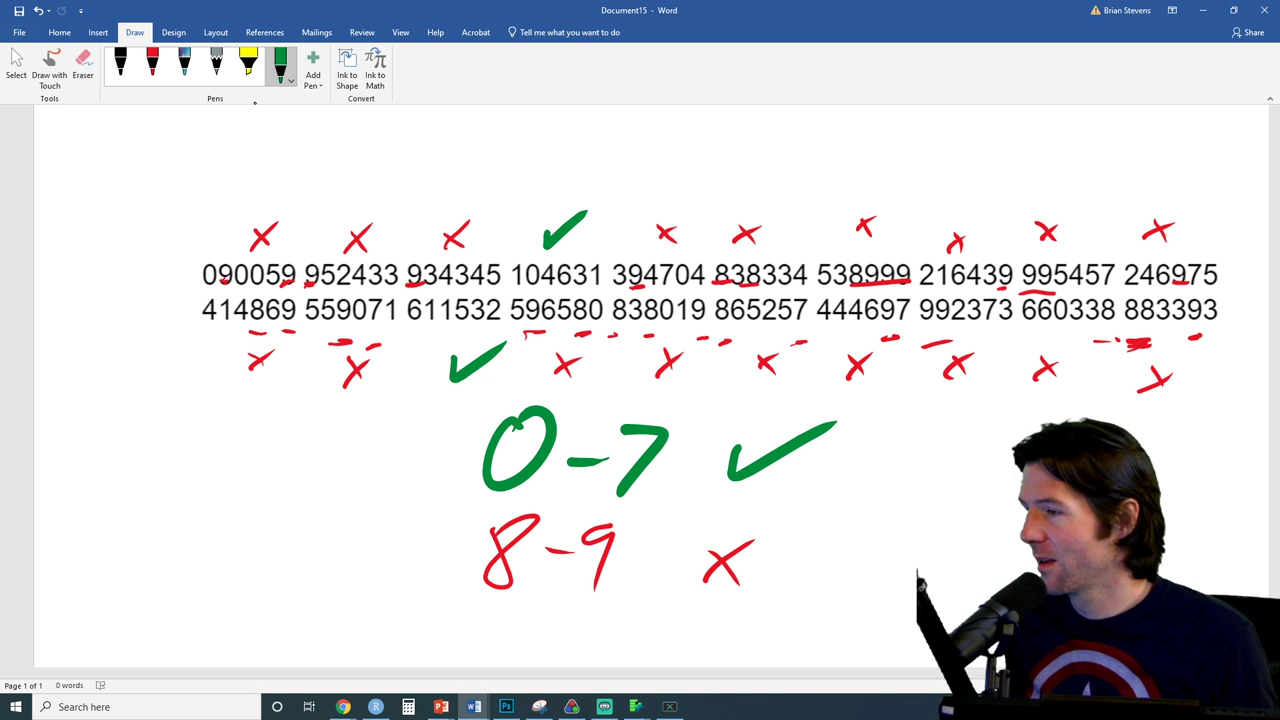 Document15 - Word
Brian Stevens
File Home Insert Draw Design Layout References Mailings Review View Help Acrobat Tell me what you want to do Share
Select Draw with Touch Eraser Add Pen Ink to Shape Ink to Math
Tools Pens Convert
090059 952433 934345 104631 394704 838334 538999 216439 995457 246975
414869 559071 611532 596580 838019 865257 444697 992373 660338 883393
0-7 ✓
8-9 x
Page 1 of 1 0 words
Search here